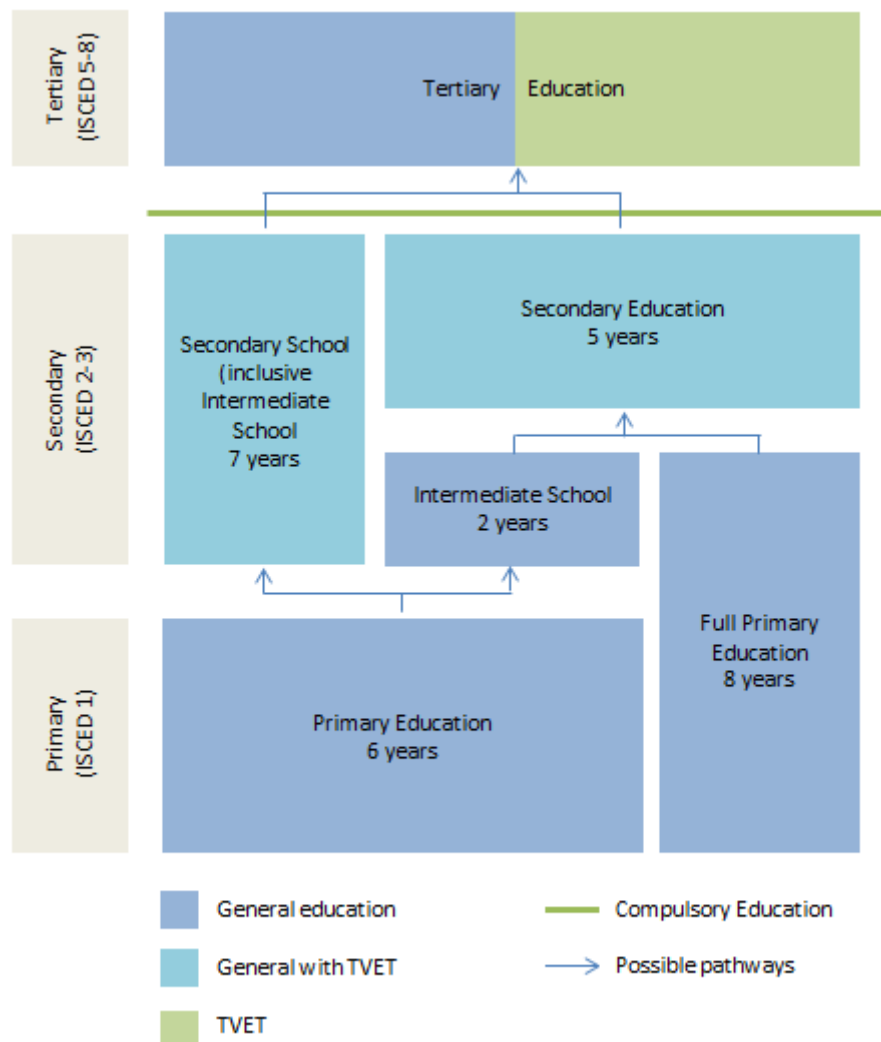 Tertiary
(ISCED 5-8)
Tertiary Education
Secondary
(ISCED 2-3)
Secondary School
(inclusive
Intermediate
School
7 years
Secondary Education
5 years
Intermediate School
2 years
Full Primary
Education
8 years
Primary
(ISCED 1)
Primary Education
6 years
General education
Compulsory Education
General with TVET
Possible pathways
TVET